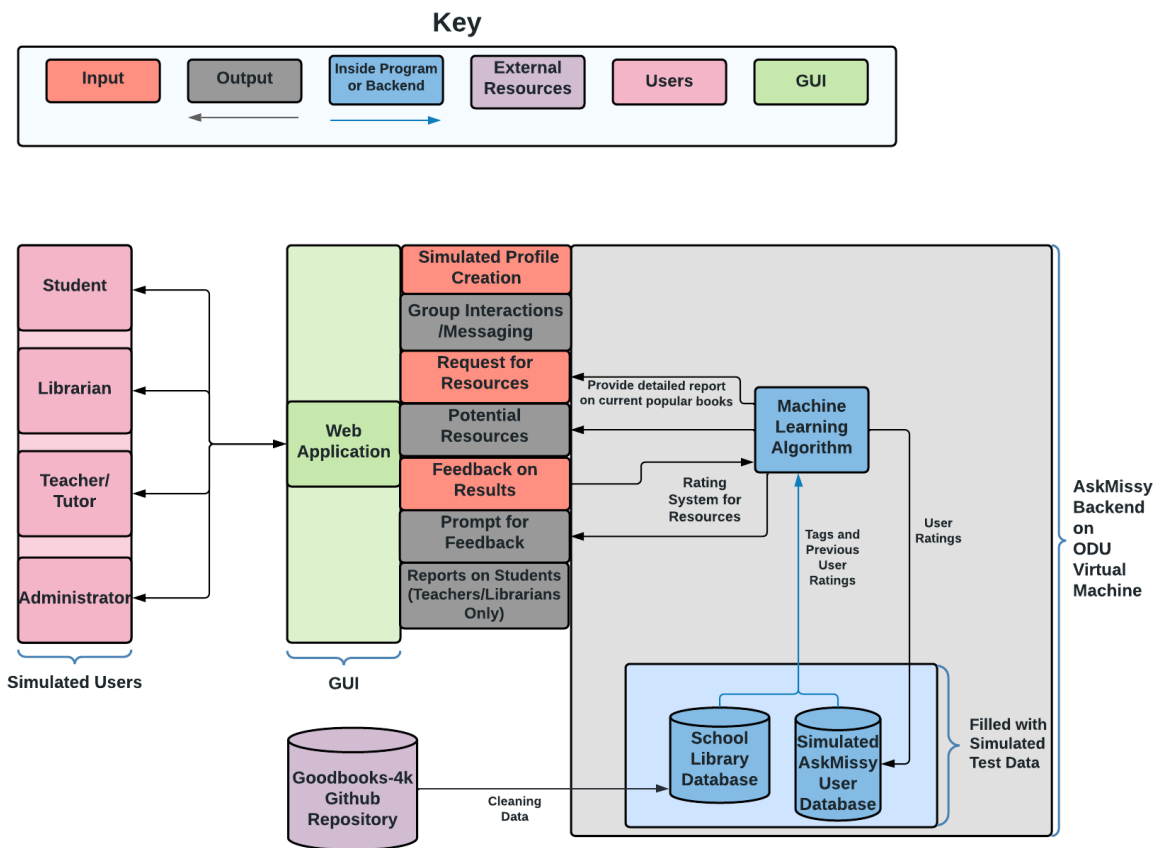 Key
Input
Output
Inside Program
or Backend
External
Resources
Users
GUI
Student
Librarian
Teacher/
Tutor
Administrator
Simulated Users
Web
Application
GUI
Simulated Profile
Creation
Group Interactions
/Messaging
Request for
Resources
Potential
Resources
Feedback on
Results
Prompt for
Feedback
Reports on Students
(Teachers/Librarians
Only)
Provide detailed report
on current popular books
Machine
Learning
Algorithm
Rating
System for
Resources
Tags and
Previous
User
Ratings
User
Ratings
AskMissy
Backend
on
ODU
Virtual
Machine
School
Library
Database
Simulated
AskMissy
User
Database
Filled with
Simulated
Test Data
Goodbooks-4k
Github
Repository
Cleaning
Data